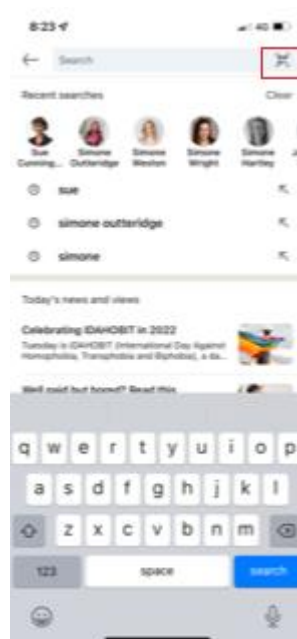 8:23
4G
Search
Recent searches Clear
Sue Simone Simone Simone Simone
Cunning... Outteridge Weston Wright Hartley
sue
simone outteridge
simone
Today's news and views
Celebrating IDAHOBIT in 2022
Tuesday is IDAHOBIT (International Day Against
Homophobia, Transphobia and Biphobia), a da...
Well paid but bored? Read this
q w e r t y u i o p
a s d f g h j k l
z x c v b n m
123 space search